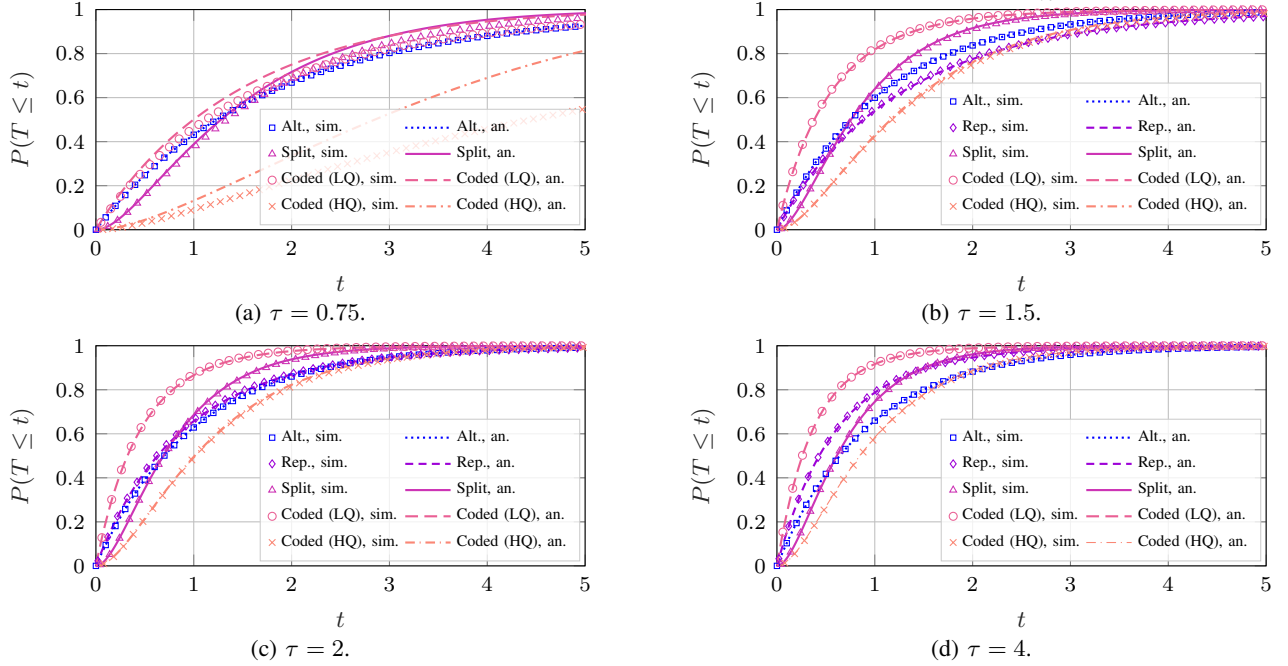 P(T ≤ t)
1
0.8
0.6
0.4
0.2
0
Alt., sim. Alt., an.
Split, sim. Split, an.
Coded (LQ), sim. Coded (LQ), an.
Coded (HQ), sim. Coded (HQ), an.
0 1 2 3 4 5
t
(a) τ = 0.75.
P(T ≤ t)
1
0.8
0.6
0.4
0.2
0
Alt., sim. Alt., an.
Rep., sim. Rep., an.
Split, sim. Split, an.
Coded (LQ), sim. Coded (LQ), an.
Coded (HQ), sim. Coded (HQ), an.
0 1 2 3 4 5
t
(b) τ = 1.5.
P(T ≤ t)
1
0.8
0.6
0.4
0.2
0
Alt., sim. Alt., an.
Rep., sim. Rep., an.
Split, sim. Split, an.
Coded (LQ), sim. Coded (LQ), an.
Coded (HQ), sim. Coded (HQ), an.
0 1 2 3 4 5
t
(c) τ = 2.
P(T ≤ t)
1
0.8
0.6
0.4
0.2
0
Alt., sim. Alt., an.
Rep., sim. Rep., an.
Split, sim. Split, an.
Coded (LQ), sim. Coded (LQ), an.
Coded (HQ), sim. Coded (HQ), an.
0 1 2 3 4 5
t
(d) τ = 4.